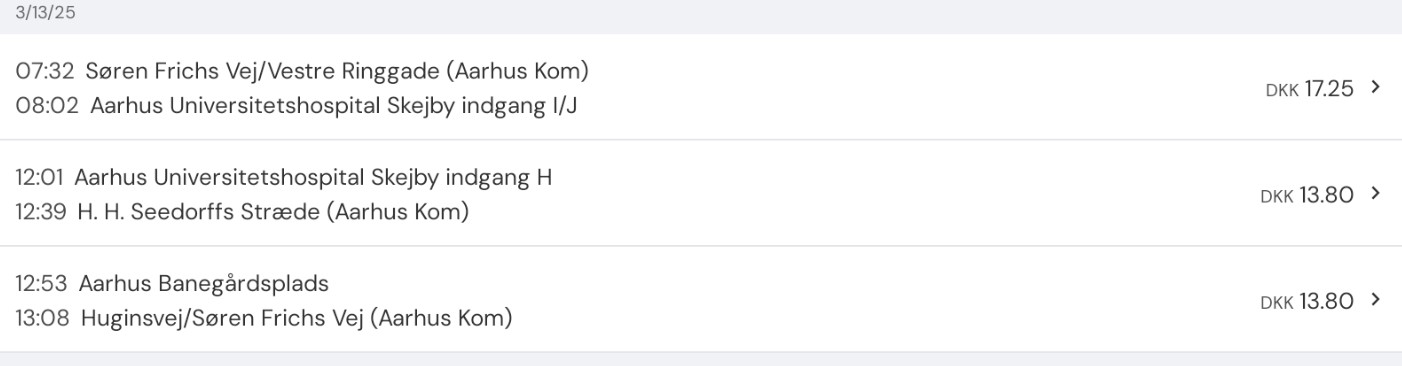 3/13/25
07:32 Søren Frichs Vej/Vestre Ringgade (Aarhus Kom)
08:02 Aarhus Universitetshospital Skejby indgang I/J
DKK 17.25
12:01 Aarhus Universitetshospital Skejby indgang H
12:39 H. H. Seedorffs Stræde (Aarhus Kom)
DKK 13.80
12:53 Aarhus Banegårdsplads
13:08 Huginsvej/Søren Frichs Vej (Aarhus Kom)
DKK 13.80